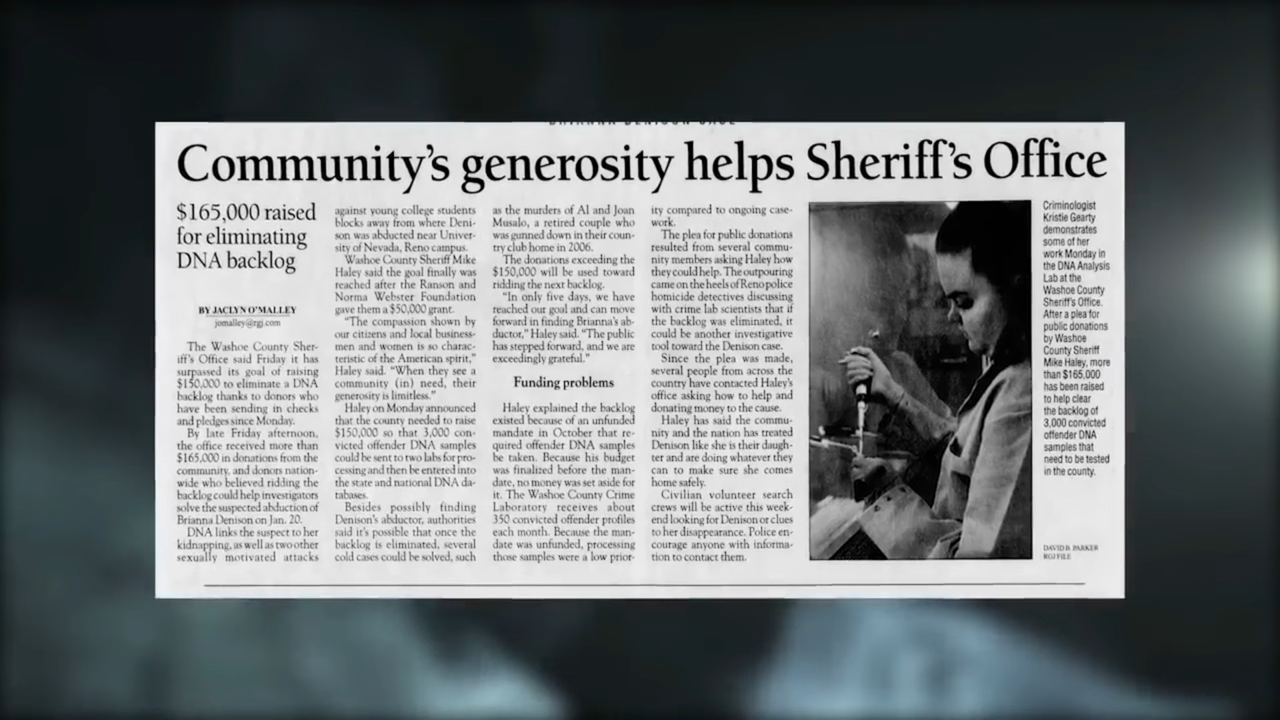 BRIANNA DENISON CASE
Community's generosity helps Sheriff's Office
$165,000 raised
for eliminating
DNA backlog
BY JACLYN O'MALLEY
jomalley@rgj.com
The Washoe County Sher-
iff's Office said Friday it has
surpassed its goal of raising
$150,000 to eliminate a DNA
backlog thanks to donors who
have been sending in checks
and pledges since Monday.
By late Friday afternoon,
the office received more than
$165,000 in donations from the
community, and donors nation-
wide who believed ridding the
backlog could help investigators
solve the suspected abduction of
Brianna Denison on Jan. 20.
DNA links the suspect to her
kidnapping, as well as two other
sexually motivated attacks
against young college students
blocks away from where Deni-
son was abducted near Univer-
sity of Nevada, Reno campus.
Washoe County Sheriff Mike
Haley said the goal finally was
reached after the Ranson and
Norma Webster Foundation
gave them a $50,000 grant.
"The compassion shown by
our citizens and local business-
men and women is so charac-
teristic of the American spirit,"
Haley said. "When they see a
community (in) need, their
generosity is limitless."
Haley on Monday announced
that the county needed to raise
$150,000 so that 3,000 con-
victed offender DNA samples
could be sent to two labs for pro-
cessing and then be entered into
the state and national DNA da-
tabases.
Besides possibly finding
Denison's abductor, authorities
said it's possible that once the
backlog is eliminated, several
cold cases could be solved, such
as the murders of Al and Joan
Musalo, a retired couple who
was gunned down in their coun-
try club home in 2006.
The donations exceeding the
$150,000 will be used toward
ridding the next backlog.
"In only five days, we have
reached our goal and can move
forward in finding Brianna's ab-
ductor," Haley said. "The public
has stepped forward, and we are
exceedingly grateful."
Funding problems
Haley explained the backlog
existed because of an unfunded
mandate in October that re-
quired offender DNA samples
be taken. Because his budget
was finalized before the man-
date, no money was set aside for
it. The Washoe County Crime
Laboratory receives about
350 convicted offender profiles
each month. Because the man-
date was unfunded, processing
those samples were a low prior-
ity compared to ongoing case-
work.
The plea for public donations
resulted from several commu-
nity members asking Haley how
they could help. The outpouring
came on the heels of Reno police
homicide detectives discussing
with crime lab scientists that if
the backlog was eliminated, it
could be another investigative
tool toward the Denison case.
Since the plea was made,
several people from across the
country have contacted Haley's
office asking how to help and
donating money to the cause.
Haley has said the commu-
nity and the nation has treated
Denison like she is their daugh-
ter and are doing whatever they
can to make sure she comes
home safely.
Civilian volunteer search
crews will be active this week-
end looking for Denison or clues
to her disappearance. Police en-
courage anyone with informa-
tion to contact them.
Criminologist
Kristie Gearty
demonstrates
some of her
work Monday in
the DNA Analysis
Lab at the
Washoe County
Sheriff's Office.
After a plea for
public donations
by Washoe
County Sheriff
Mike Haley, more
than $165,000
has been raised
to help clear
the backlog of
3,000 convicted
offender DNA
samples that
need to be tested
in the county.
DAVID B. PARKER
RGJ FILE